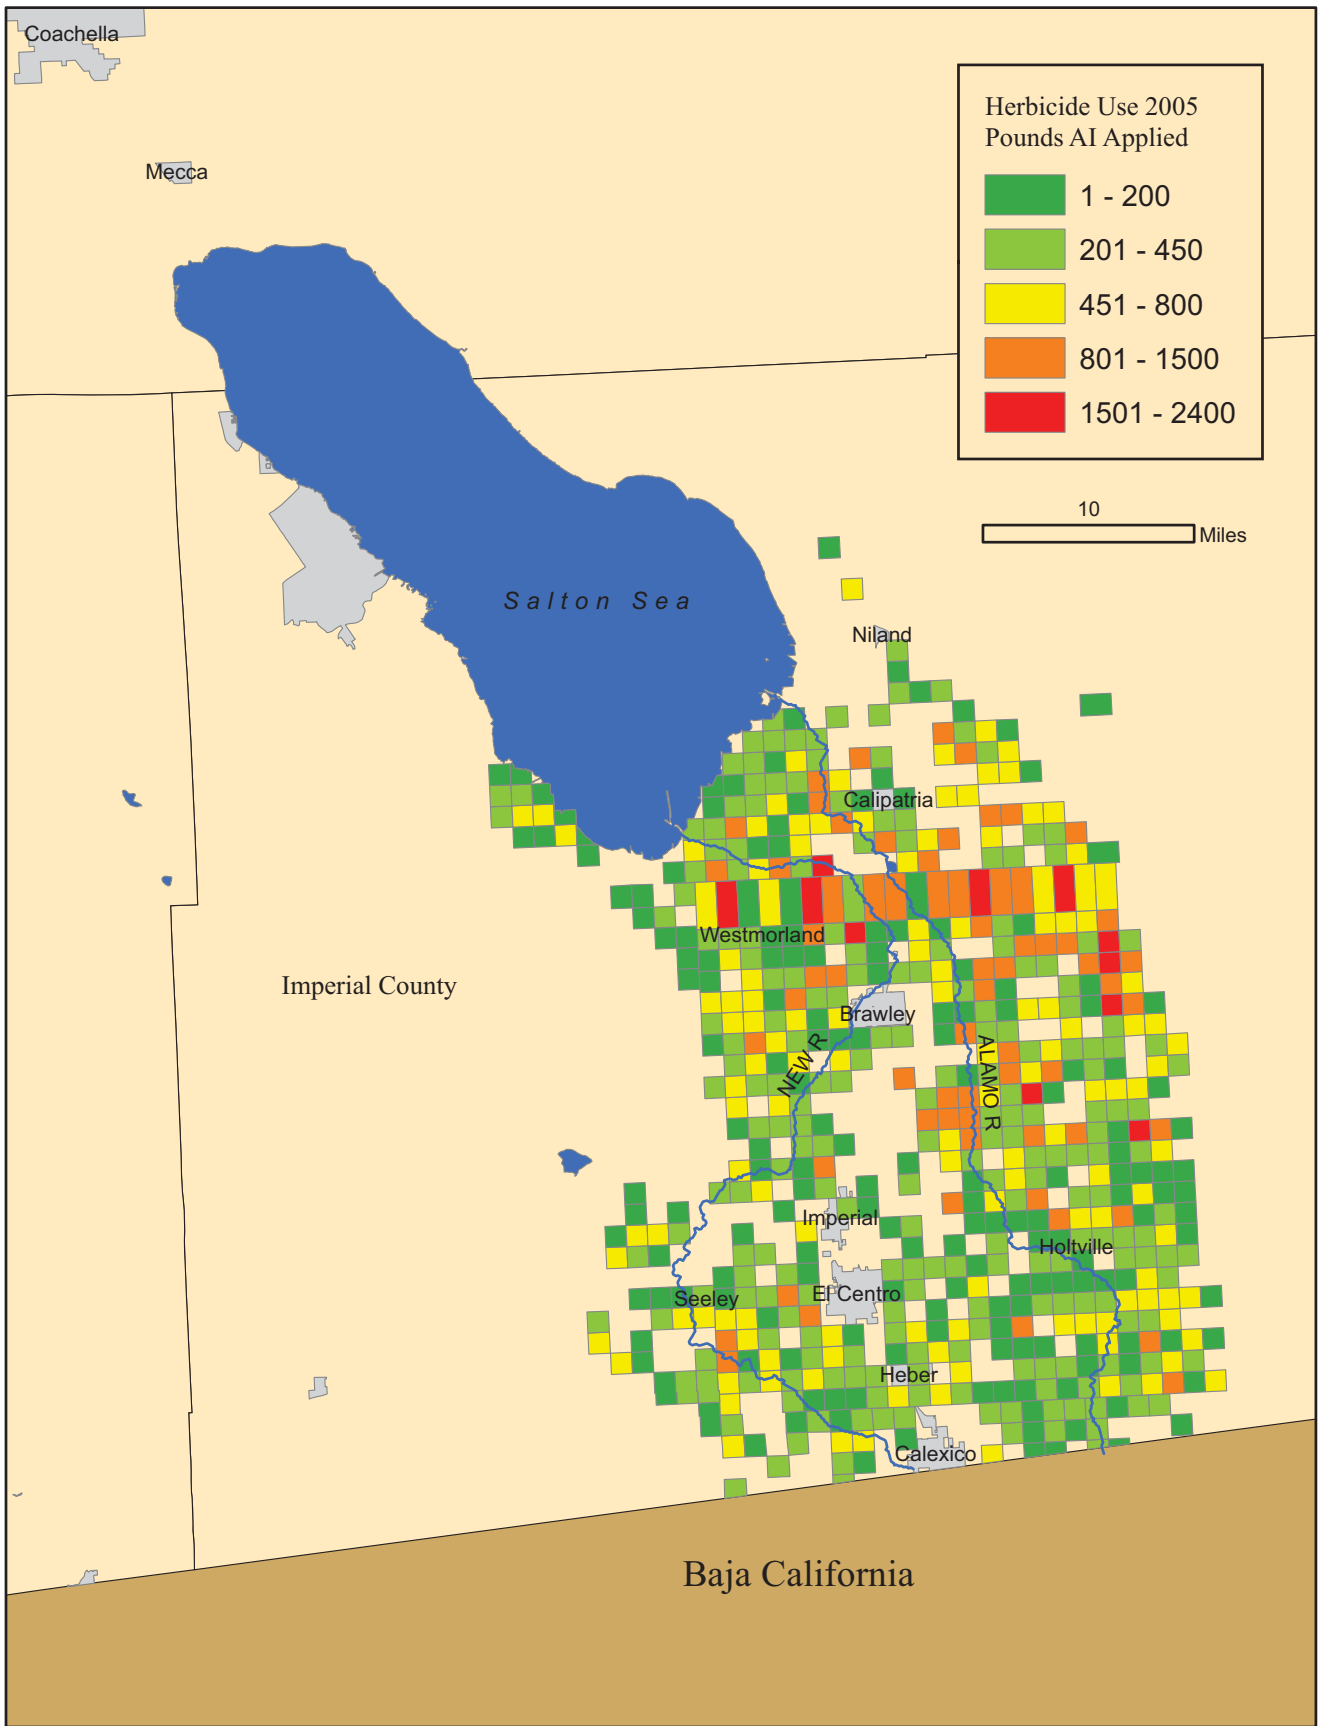 Coachella
Mecca
Herbicide Use 2005
Pounds AI Applied
1 - 200
201 - 450
451 - 800
801 - 1500
1501 - 2400
10
Miles
Salton Sea
Niland
Calipatria
Westmorland
Imperial County
Brawley
NEW R
ALAMO R
Imperial
Holtville
Seeley
El Centro
Heber
Calexico
Baja California